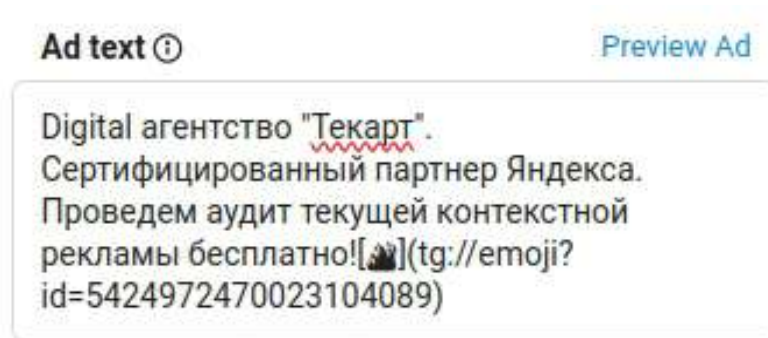 Ad text
Preview Ad
Digital агентство "Текарт".
Сертифицированный партнер Яндекса.
Проведем аудит текущей контекстной
рекламы бесплатно![🔥](tg://emoji?
id=5424972470023104089)